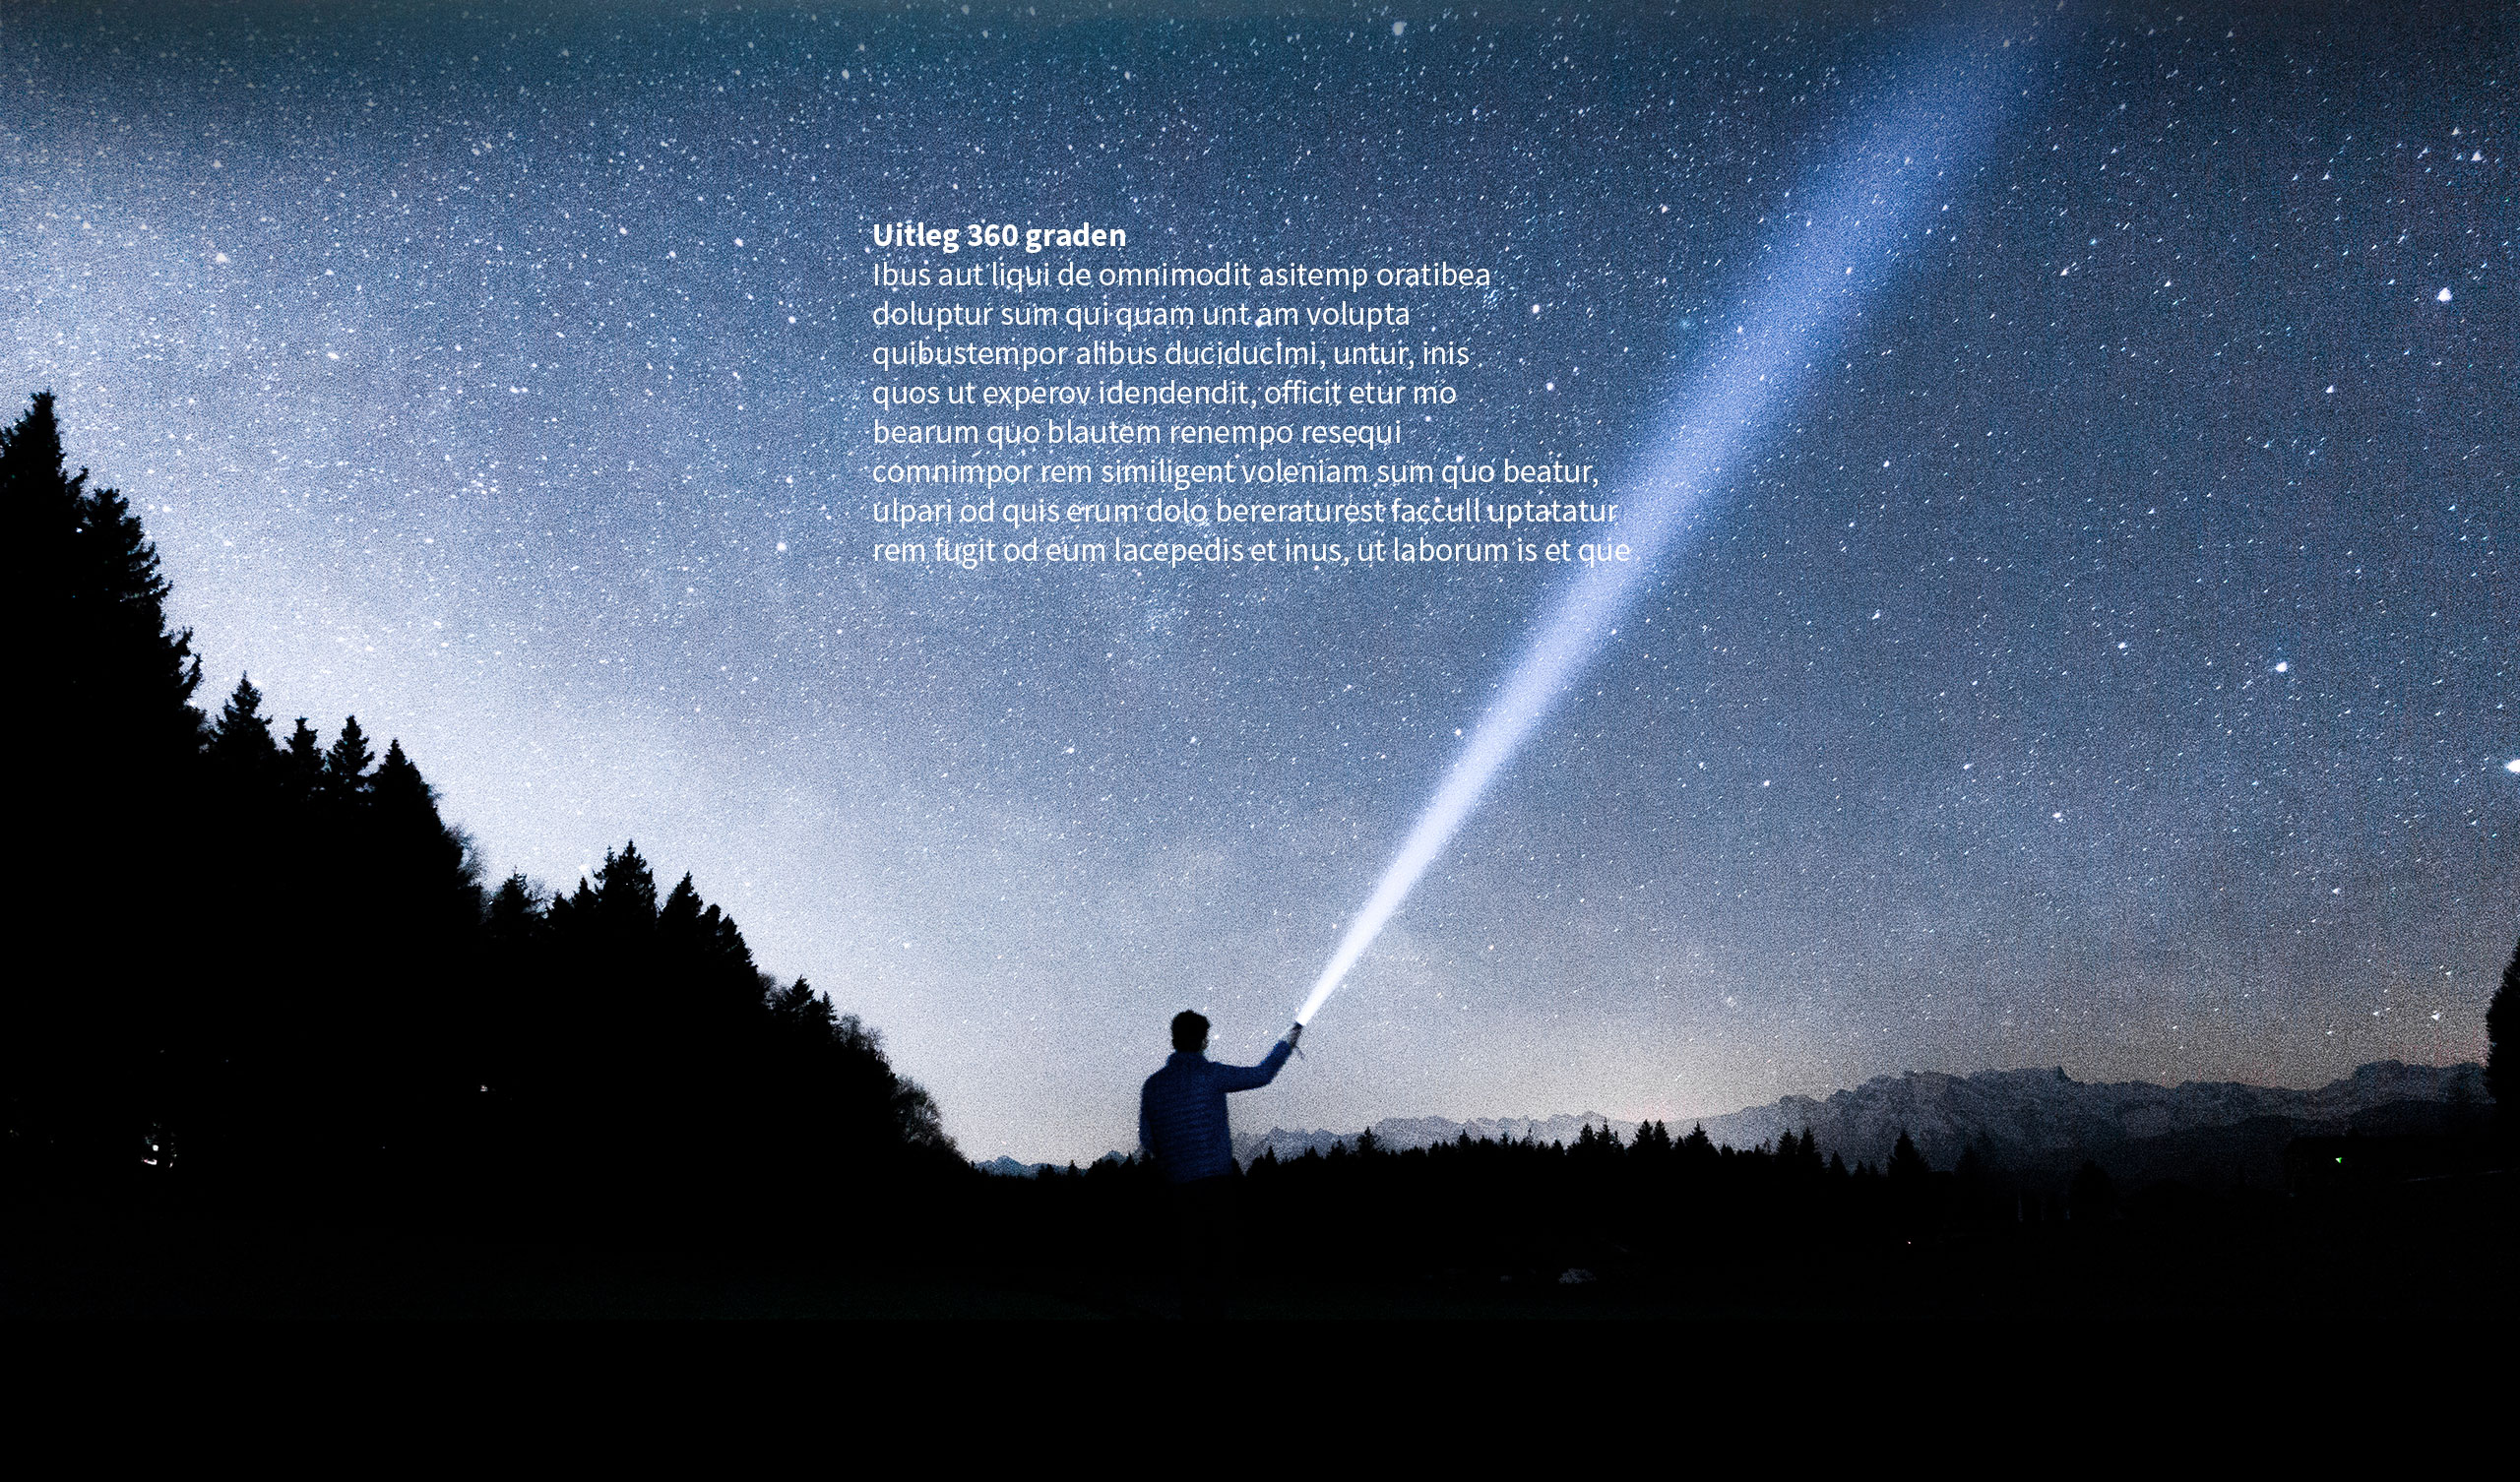 Uitleg 360 graden
Ibus aut liqui de omnimodit asitemp oratibea
doluptur sum qui quam unt am volupta
quibustempor alibus duciducimi, untur, inis
quos ut experov idendendit, officit etur mo
bearum quo blautem renempo resequi
comnimpor rem similigent voleniam sum quo beatur,
ulpari od quis erum dolo bereraturest faccull uptatatur
rem fugit od eum lacepedis et inus, ut laborum is et que